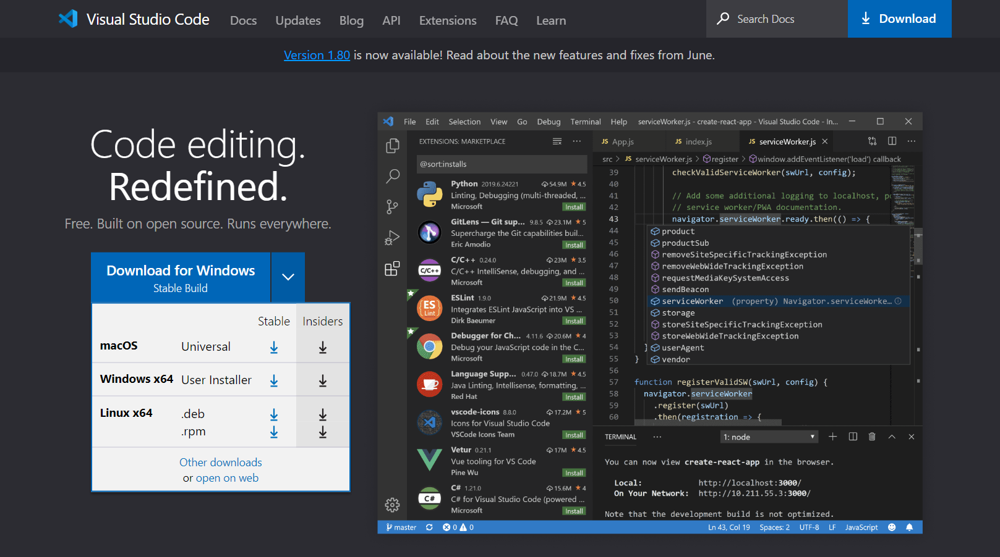 Visual Studio Code Docs Updates Blog API Extensions FAQ Learn Search Docs Download
Version 1.80 is now available! Read about the new features and fixes from June.
Code editing.
Redefined.
Free. Built on open source. Runs everywhere.
Download for Windows
Stable Build
Stable Insiders
macOS Universal
Windows x64 User Installer
Linux x64 .deb
.rpm
Other downloads
or open on web
File Edit Selection View Go Debug Terminal Help serviceWorker.js - create-react-app - Visual Studio Code - In...
EXTENSIONS: MARKETPLACE
@sort:installs
Python 2019.6.24221 54.9M 4.5
Linting, Debugging (multi-threaded, ...
Microsoft Install
GitLens — Git sup... 9.8.5 23.1M 5
Supercharge the Git capabilities buil...
Eric Amodio Install
C/C++
C/C++ 0.24.0 23M 3.5
C/C++ IntelliSense, debugging, and ...
Microsoft Install
ES
Lint
ESLint 1.9.0 21.9M 4.5
Integrates ESLint JavaScript into VS ...
Dirk Baeumer Install
Debugger for Ch... 4.11.6 20.6M 4
Debug your JavaScript code in the C...
Microsoft Install
Language Supp... 0.47.0 18.7M 4.5
Java Linting, Intellisense, formatting, ...
Red Hat Install
vscode-icons 8.8.0 17.2M 5
Icons for Visual Studio Code
VSCode Icons Team Install
Vetur 0.21.1 17M 4.5
Vue tooling for VS Code
Pine Wu Install
C#
C# 1.21.0 15.6M 4
C# for Visual Studio Code (powered ...
Microsoft Install
JS App.js JS index.js JS serviceWorker.js
src > JS serviceWorker.js > register > window.addEventListener('load') callback
39 checkValidServiceWorker(swUrl, config);
40
41 // Add some additional logging to localhost, po
42 // service worker/PWA documentation.
43 navigator.serviceWorker.ready.then(() => {
44 product
45 productSub
46 removeSiteSpecificTrackingException
47 removeWebWideTrackingException
48 requestMediaKeySystemAccess
49 sendBeacon
50 serviceWorker (property) Navigator.serviceWorke...
51 storage
52 storeSiteSpecificTrackingException
53 storeWebWideTrackingException
54 } userAgent
55 } vendor
56
57 function registerValidSW(swUrl, config) {
58 navigator.serviceWorker
59 .register(swUrl)
60 .then(registration => {
TERMINAL ... 1: node
You can now view create-react-app in the browser.
Local: http://localhost:3000/
On Your Network: http://10.211.55.3:3000/
Note that the development build is not optimized.
master 0 0 Ln 43, Col 19 Spaces: 2 UTF-8 LF JavaScript